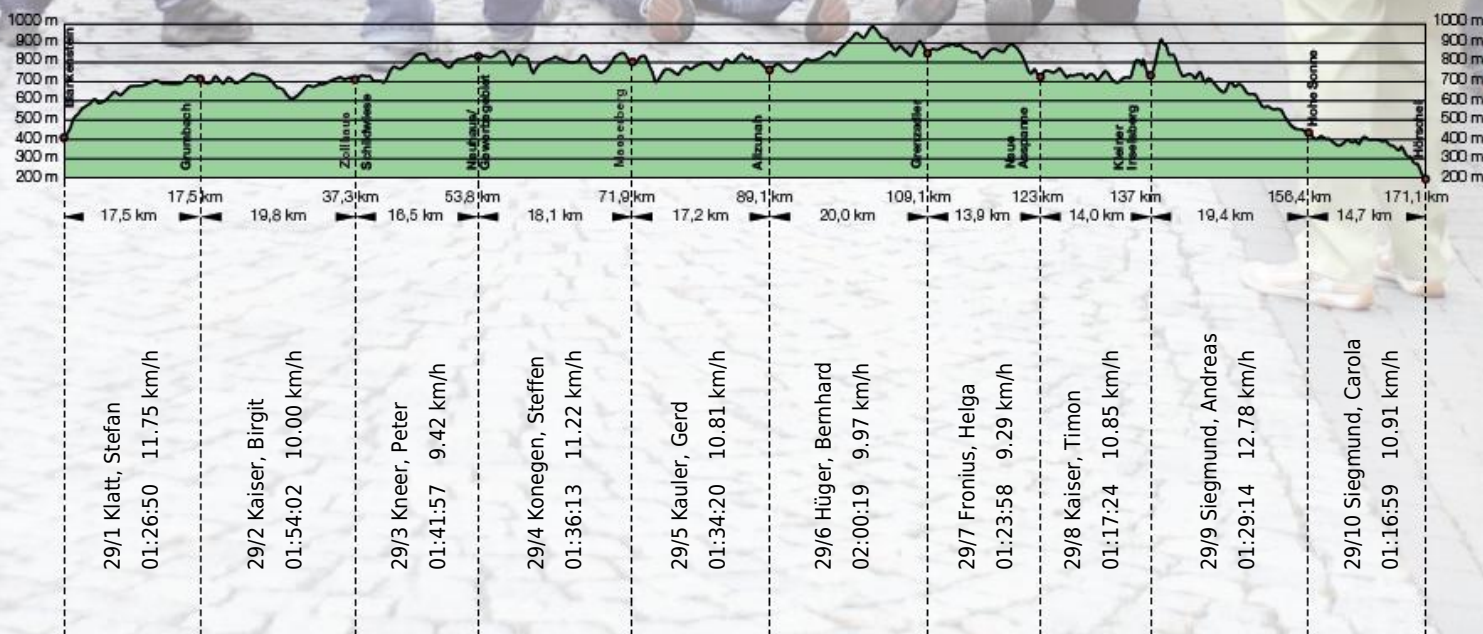 1000 m
900 m
800 m
700 m
600 m
500 m
400 m
300 m
200 m
1000 m
900 m
800 m
700 m
600 m
500 m
400 m
300 m
200 m
Blankenstein
Grumbach
Zollhaus
Schildwiese
Neuhaus/
Masserberg
Allzunah
Grenzadler
Neue
Ausspanne
Kleiner
Inselsberg
Hohe Sonne
Hörschel
17,5 km
37,3 km
53,8 km
71,9 km
89,1 km
109,1 km
123 km
137 km
156,4 km
171,1 km
17,5 km
19,8 km
16,5 km
18,1 km
17,2 km
20,0 km
13,9 km
14,0 km
19,4 km
14,7 km
29/1 Klatt, Stefan
01:26:50 11.75 km/h
29/2 Kaiser, Birgit
01:54:02 10.00 km/h
29/3 Kneer, Peter
01:41:57 9.42 km/h
29/4 Konegen, Steffen
01:36:13 11.22 km/h
29/5 Kauler, Gerd
01:34:20 10.81 km/h
29/6 Hüger, Bernhard
02:00:19 9.97 km/h
29/7 Fronius, Helga
01:23:58 9.29 km/h
29/8 Kaiser, Timon
01:17:24 10.85 km/h
29/9 Siegmund, Andreas
01:29:14 12.78 km/h
29/10 Siegmund, Carola
01:16:59 10.91 km/h